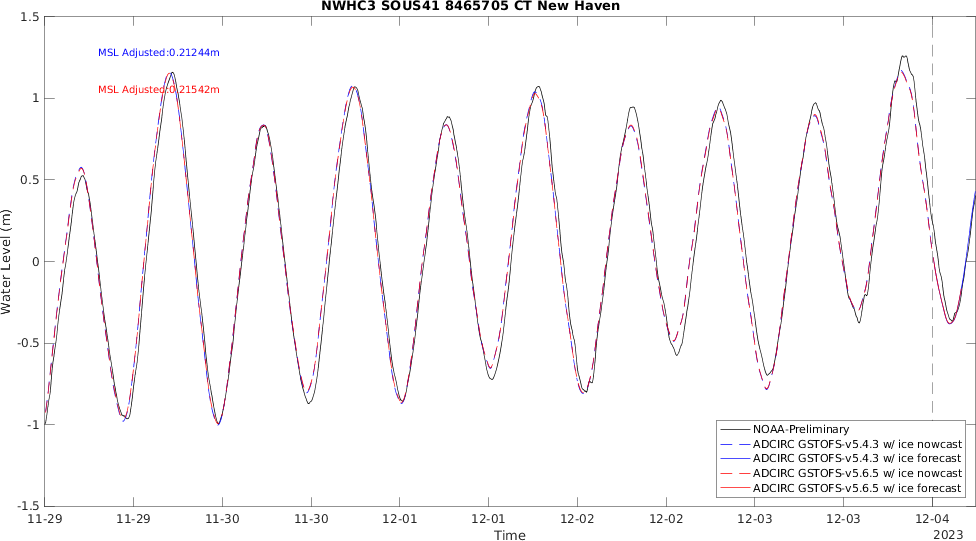 NWHC3 SOUS41 8465705 CT New Haven
1.5
1
0.5
0
-0.5
-1
-1.5
Water Level (m)
MSL Adjusted:0.21244m
MSL Adjusted:0.21542m
NOAA-Preliminary
ADCIRC GSTOFS-v5.4.3 w/ ice nowcast
ADCIRC GSTOFS-v5.4.3 w/ ice forecast
ADCIRC GSTOFS-v5.6.5 w/ ice nowcast
ADCIRC GSTOFS-v5.6.5 w/ ice forecast
11-29 11-29 11-30 11-30 12-01 12-01 12-02 12-02 12-03 12-03 12-04
2023
Time